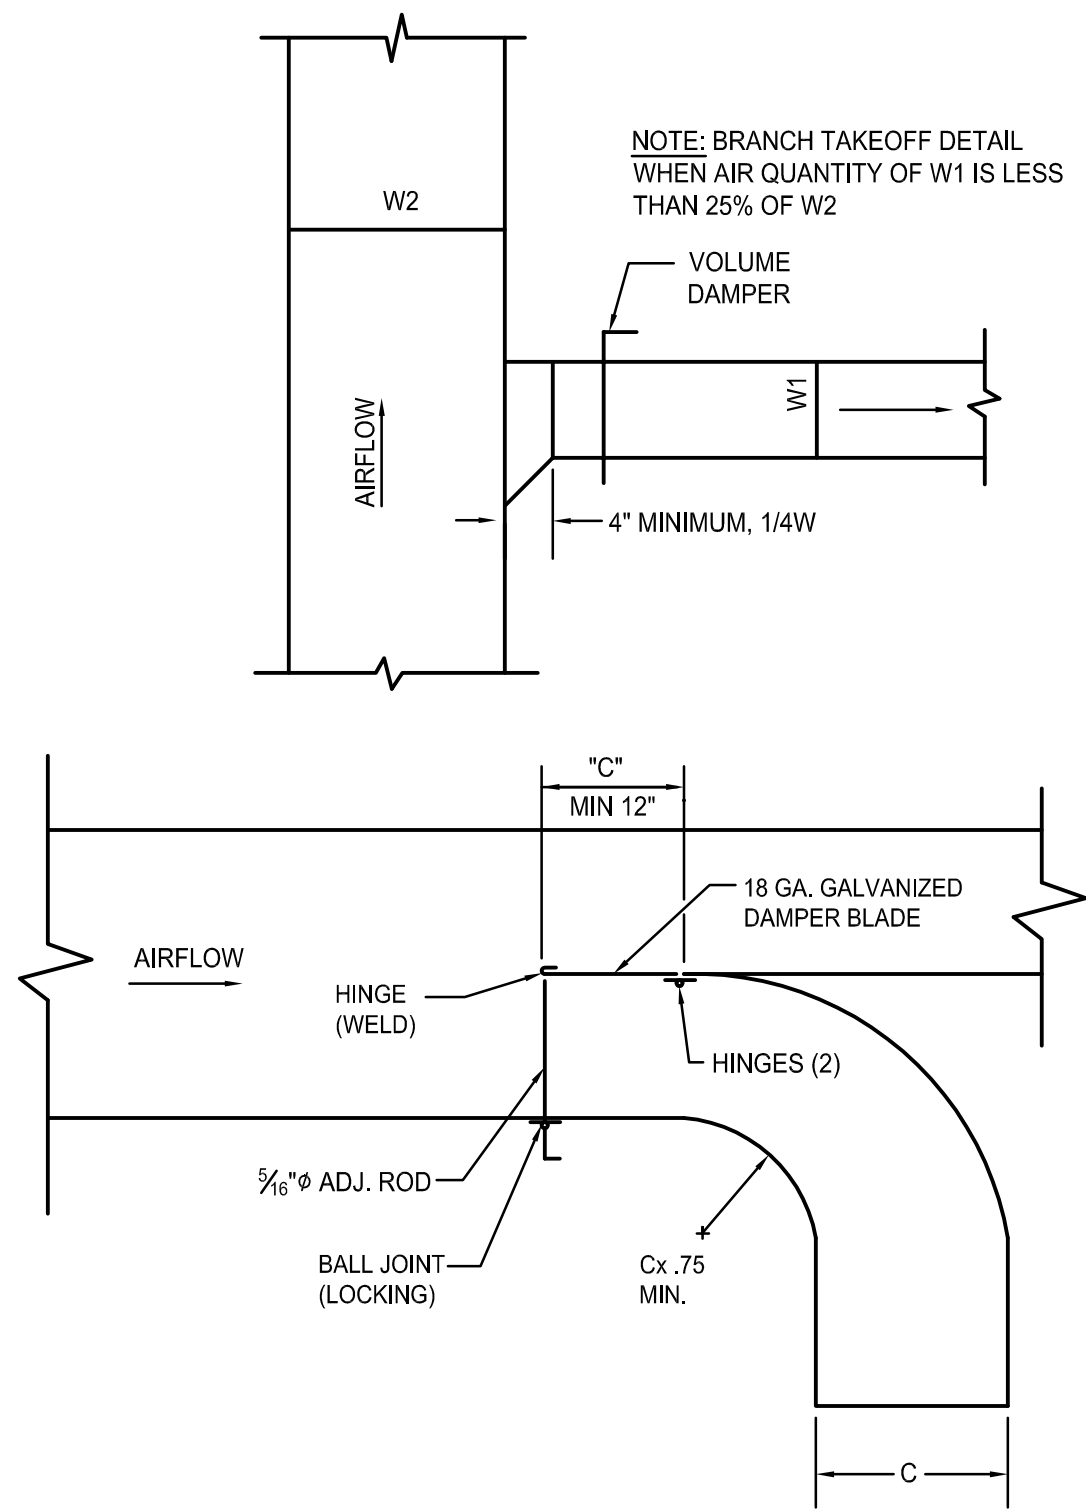 NOTE: BRANCH TAKEOFF DETAIL
WHEN AIR QUANTITY OF W1 IS LESS
THAN 25% OF W2
W2
VOLUME
DAMPER
W1
AIRFLOW
4" MINIMUM, 1/4W
"C"
MIN 12"
18 GA. GALVANIZED
DAMPER BLADE
AIRFLOW
HINGE
(WELD)
HINGES (2)
5/16"ø ADJ. ROD
BALL JOINT
(LOCKING)
Cx .75
MIN.
C